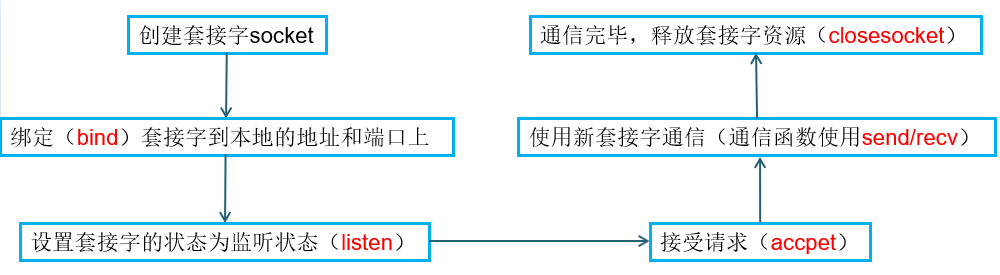 创建套接字socket
绑定（bind）套接字到本地的地址和端口上
设置套接字的状态为监听状态（listen）
接受请求（accpet）
使用新套接字通信（通信函数使用send/recv）
通信完毕，释放套接字资源（closesocket）